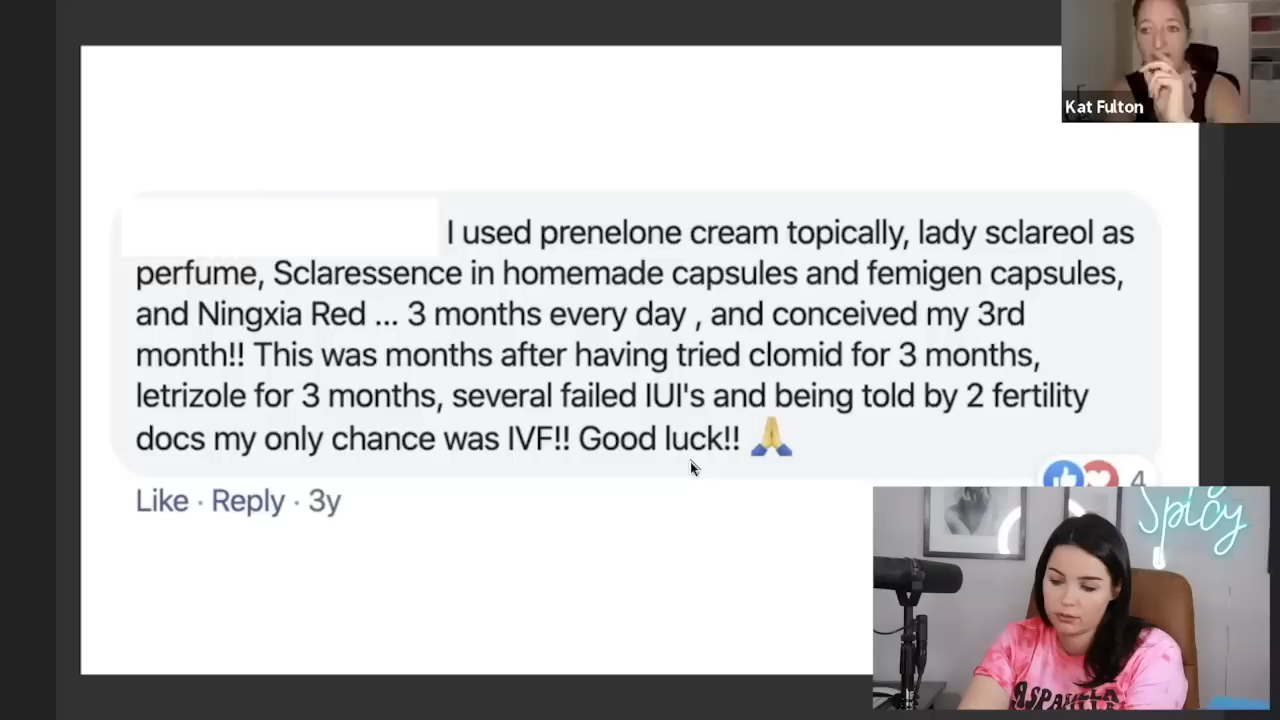 Kat Fulton
I used prenelone cream topically, lady sclareol as
perfume, Sclaressence in homemade capsules and femigen capsules,
and Ningxia Red ... 3 months every day , and conceived my 3rd
month!! This was months after having tried clomid for 3 months,
letrizole for 3 months, several failed IUI's and being told by 2 fertility
docs my only chance was IVF!! Good luck!! 🙏
4
Like · Reply · 3y
Spicy